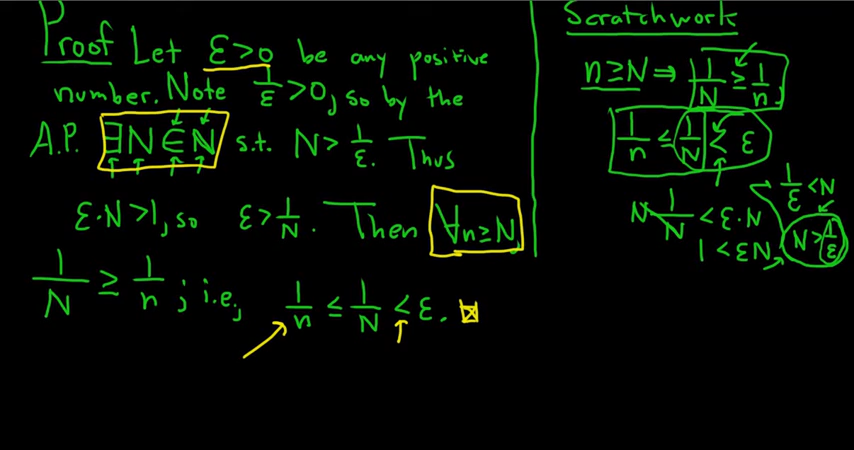 Proof Let ε>0 be any positive
number. Note 1/ε >0, so by the
A.P. ∃N∈ℕ s.t. N> 1/ε. Thus
ε·N>1, so ε> 1/N. Then ∀n≥N,
1/N ≥ 1/n ; i.e, 1/n ≤ 1/N < ε.
Scratchwork
n≥N ⇒ 1/N ≥ 1/n,
1/n ≤ 1/N < ε
1/ε <N
N 1/N < ε·N
1<εN, N> 1/ε